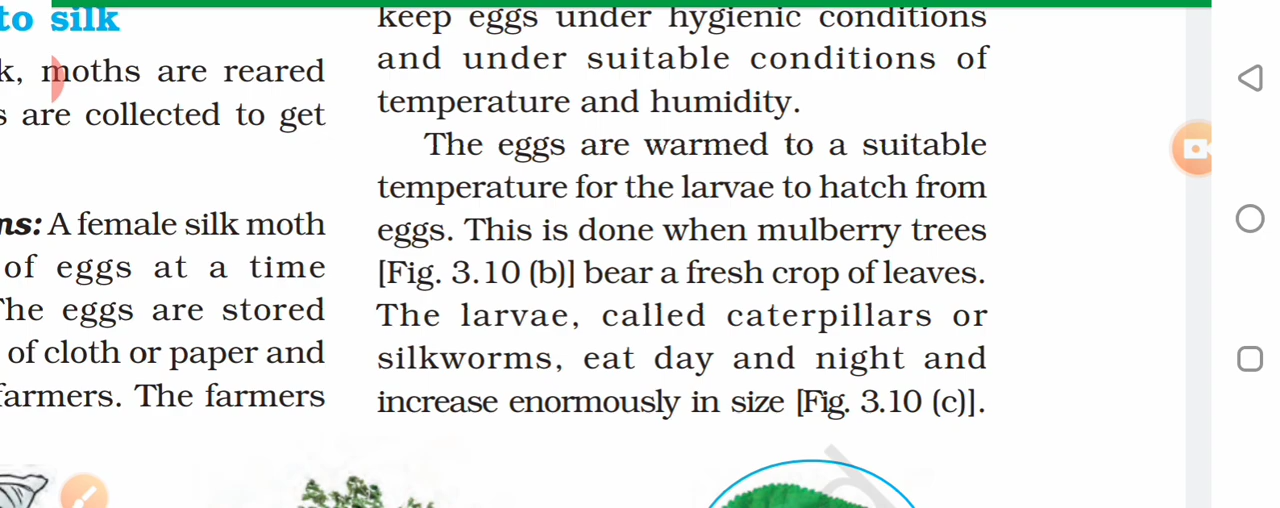 to silk
k, moths are reared
s are collected to get
ns: A female silk moth
of eggs at a time
The eggs are stored
of cloth or paper and
farmers. The farmers
keep eggs under hygienic conditions
and under suitable conditions of
temperature and humidity.
The eggs are warmed to a suitable
temperature for the larvae to hatch from
eggs. This is done when mulberry trees
[Fig. 3.10 (b)] bear a fresh crop of leaves.
The larvae, called caterpillars or
silkworms, eat day and night and
increase enormously in size [Fig. 3.10 (c)].